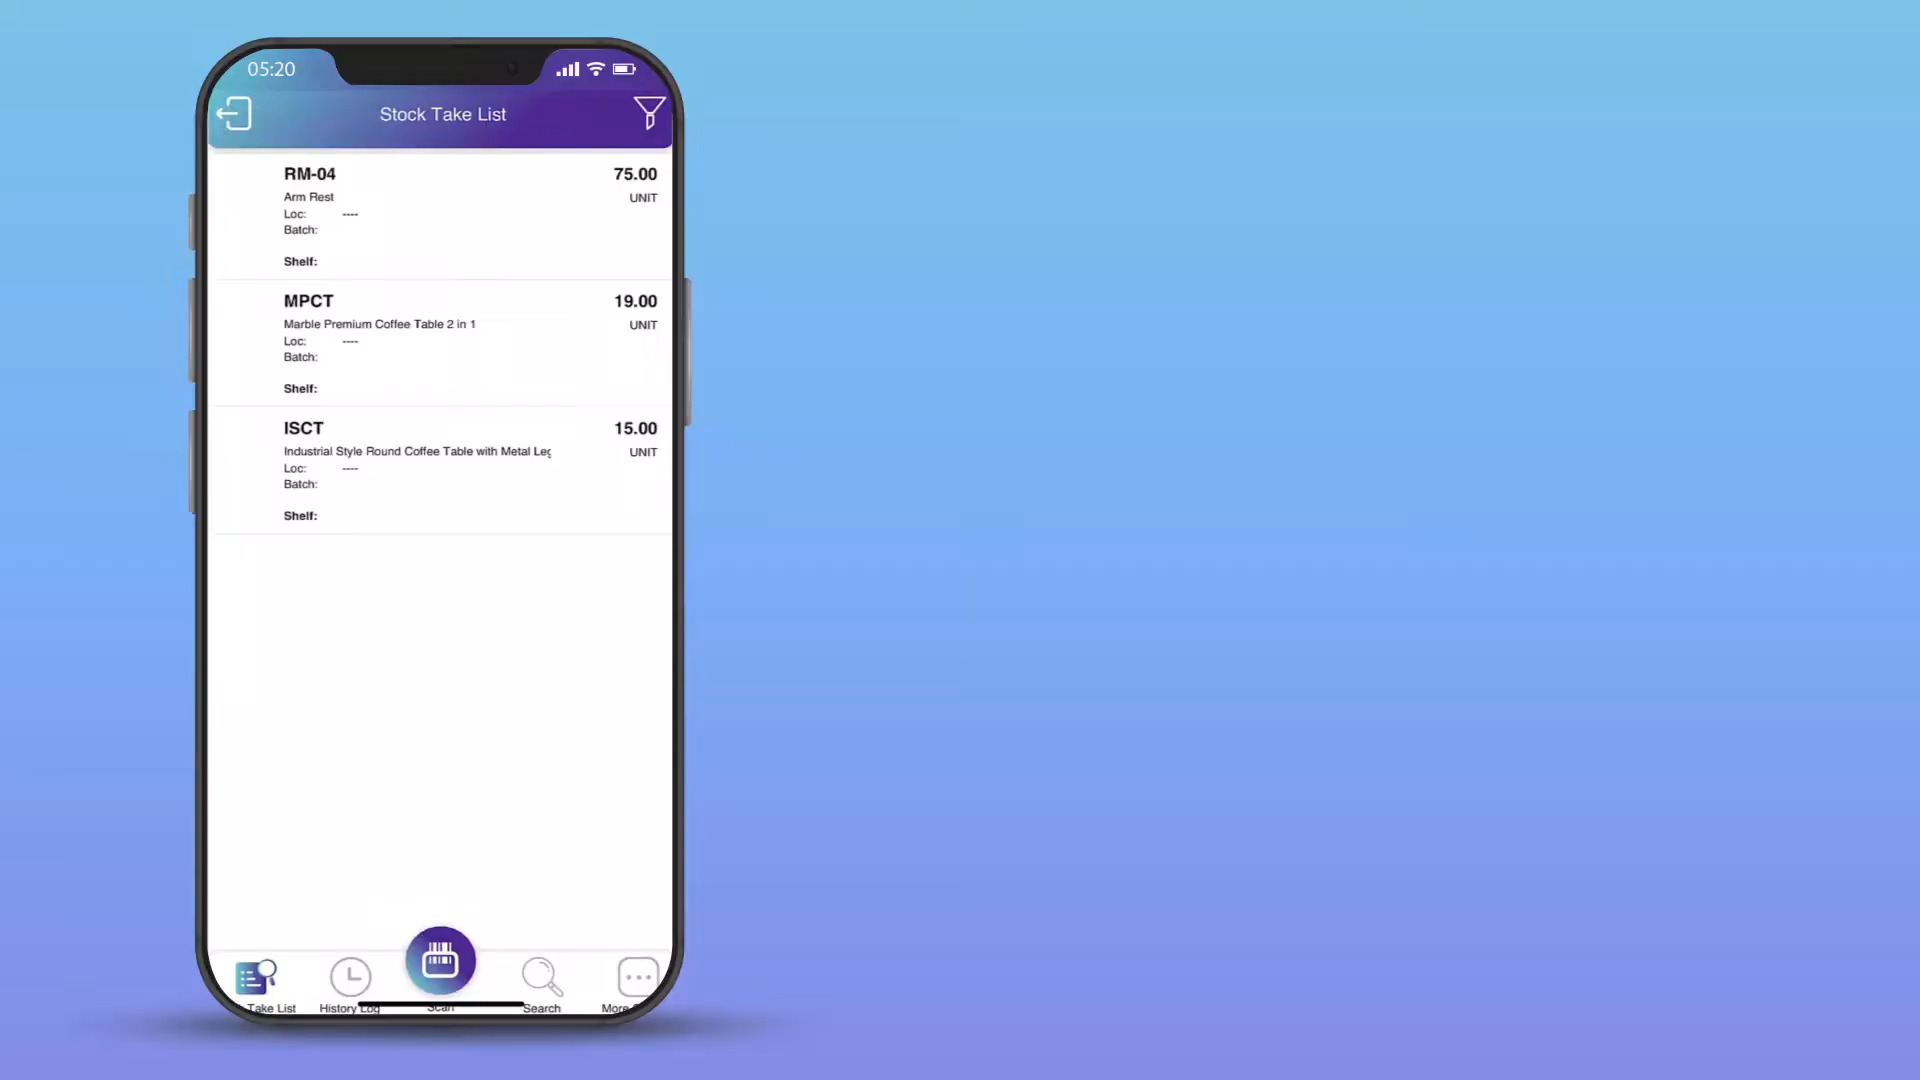 05:20
Stock Take List
RM-04 75.00
Arm Rest UNIT
Loc: ----
Batch:
Shelf:
MPCT 19.00
Marble Premium Coffee Table 2 in 1 UNIT
Loc: ----
Batch:
Shelf:
ISCT 15.00
Industrial Style Round Coffee Table with Metal Leg UNIT
Loc: ----
Batch:
Shelf:
Take List History Log Scan Search More